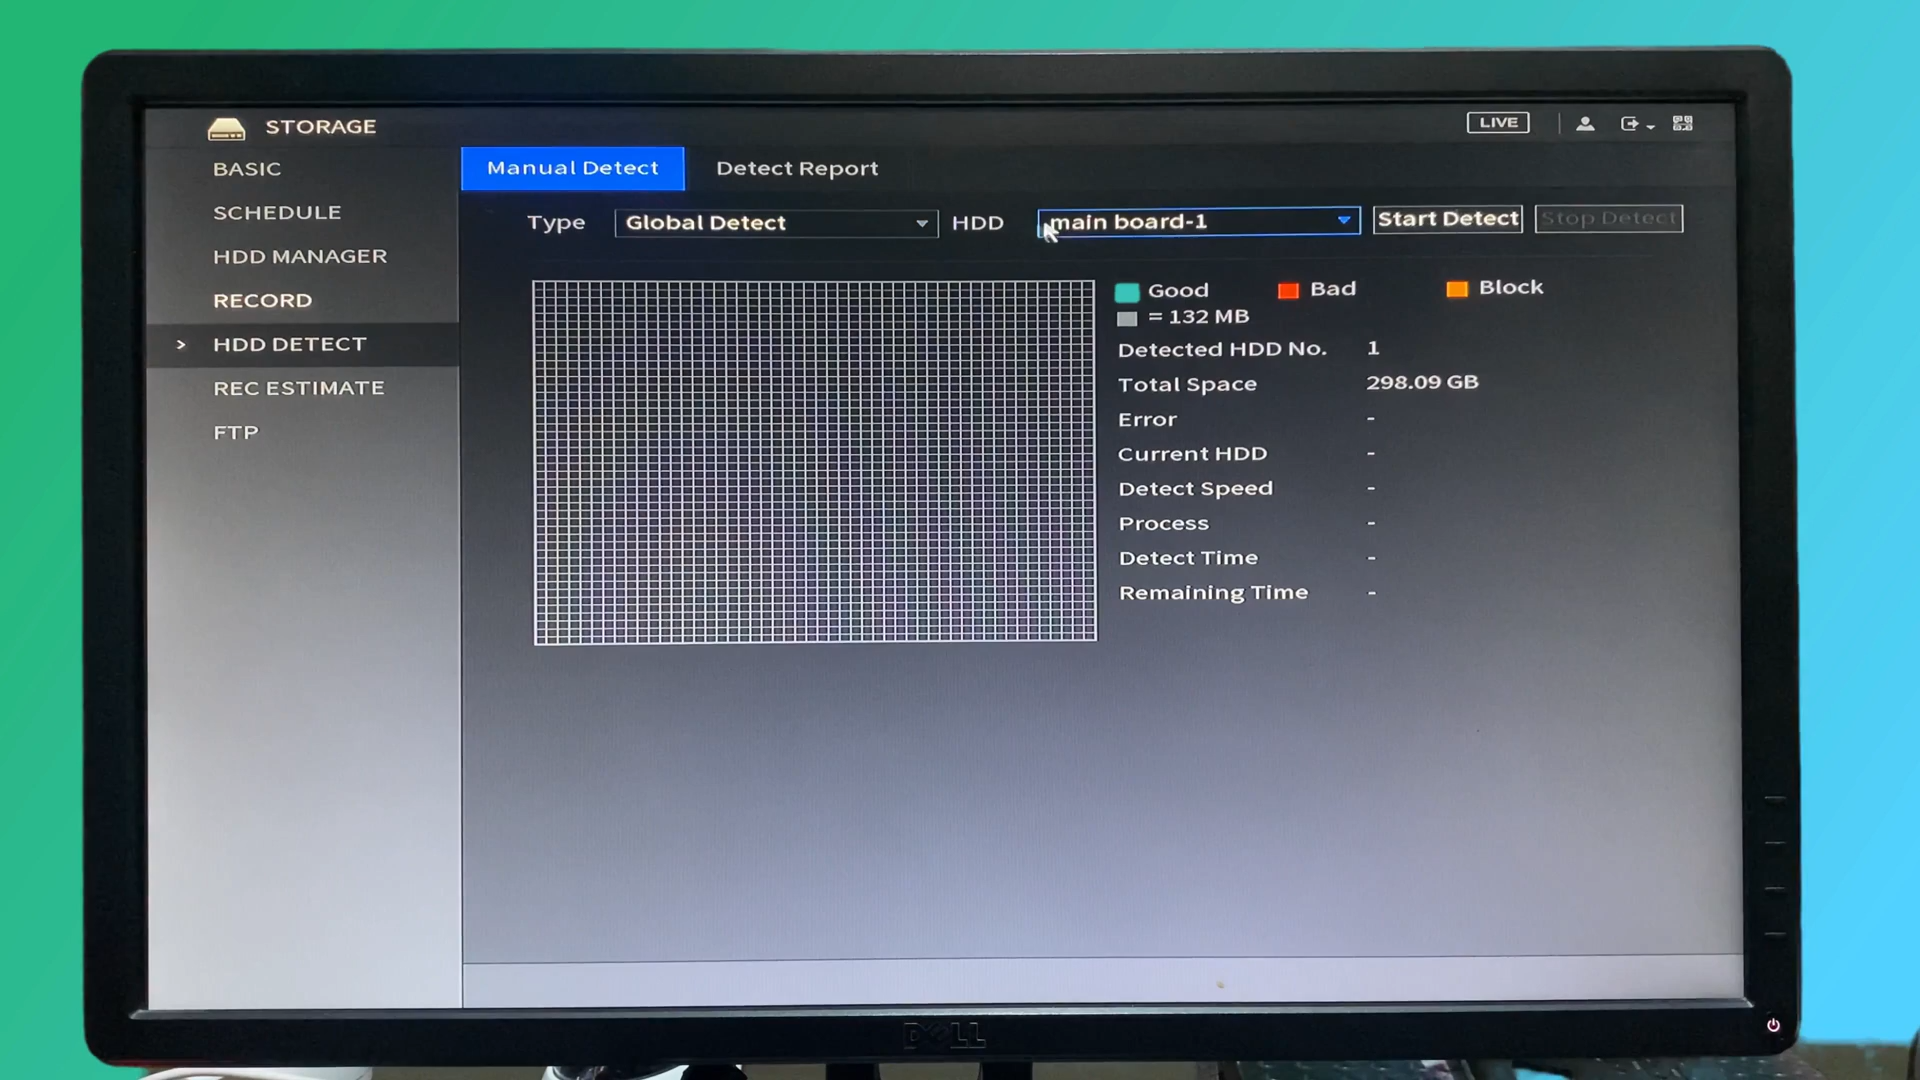 STORAGE
LIVE
BASIC
SCHEDULE
HDD MANAGER
RECORD
> HDD DETECT
REC ESTIMATE
FTP
Manual Detect Detect Report
Type Global Detect HDD main board-1 Start Detect Stop Detect
Good Bad Block
= 132 MB
Detected HDD No. 1
Total Space 298.09 GB
Error -
Current HDD -
Detect Speed -
Process -
Detect Time -
Remaining Time -
DELL